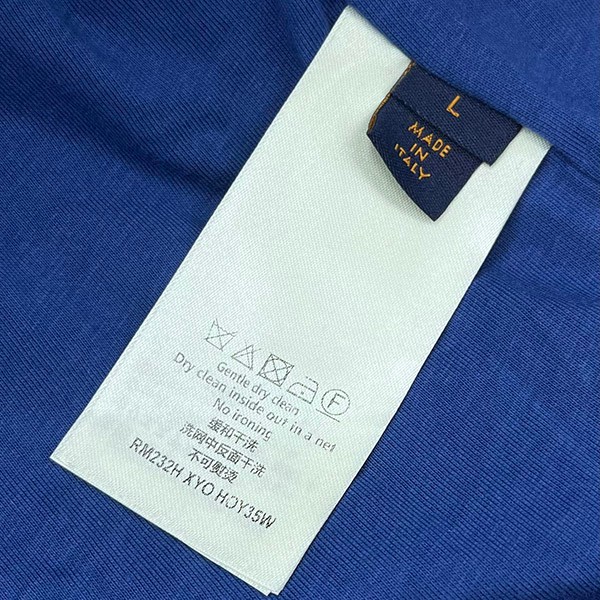 L
MADE
IN
ITALY
Gentle dry clean
Dry clean inside out in a net
No ironing
缓和干洗
洗网中反面干洗
不可熨烫
RM232H XYO HOY35W